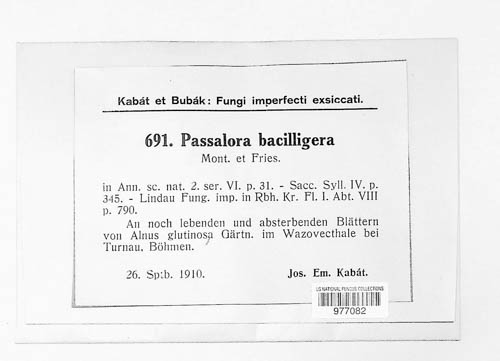 Kabát et Bubák: Fungi imperfecti exsiccati.
691. Passalora bacilligera
Mont. et Fries.
in Ann. sc. nat. 2. ser. VI. p. 31. - Sacc. Syll. IV. p.
345. - Lindau Fung. imp. in Rbh. Kr. Fl. I. Abt. VIII
p. 790.
An noch lebenden und absterbenden Blättern
von Alnus glutinosa Gärtn. im Wazovecthale bei
Turnau, Böhmen.
26. Sptb. 1910.
Jos. Em. Kabát.
US NATIONAL FUNGUS COLLECTIONS
977082